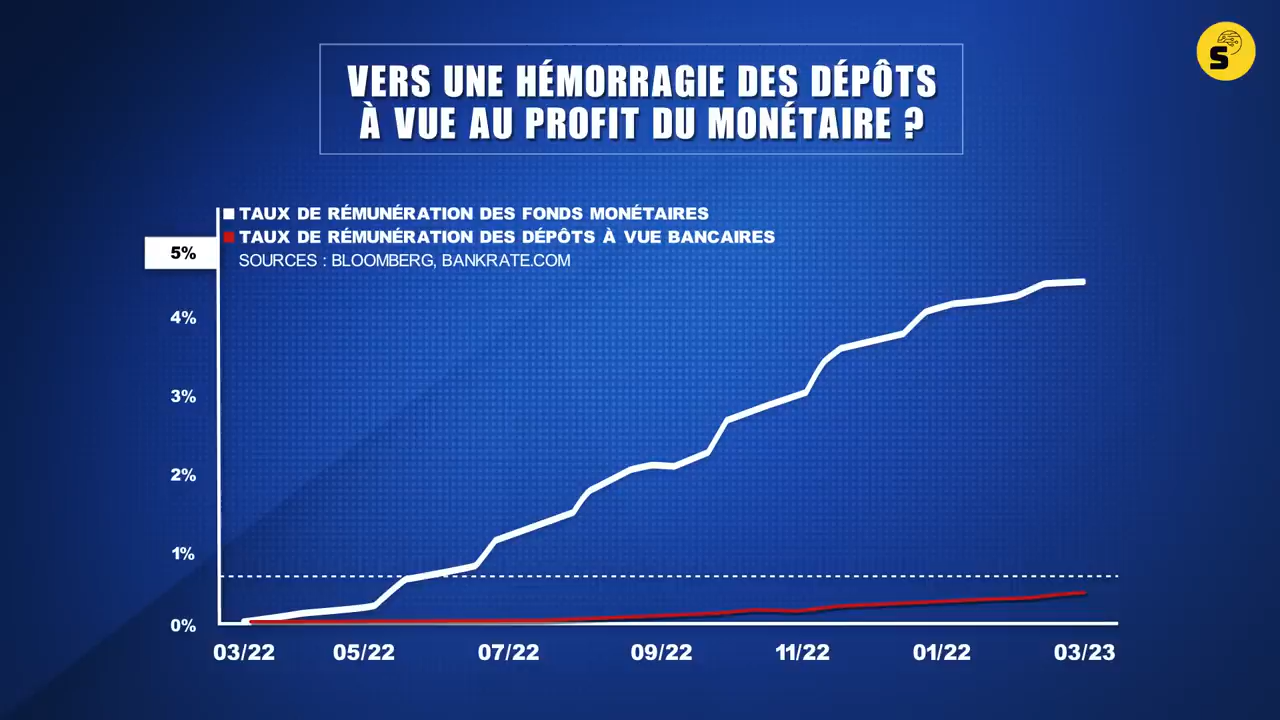 S
VERS UNE HÉMORRAGIE DES DÉPÔTS
À VUE AU PROFIT DU MONÉTAIRE ?
TAUX DE RÉMUNÉRATION DES FONDS MONÉTAIRES
TAUX DE RÉMUNÉRATION DES DÉPÔTS À VUE BANCAIRES
SOURCES : BLOOMBERG, BANKRATE.COM
5%
4%
3%
2%
1%
0%
03/22 05/22 07/22 09/22 11/22 01/22 03/23